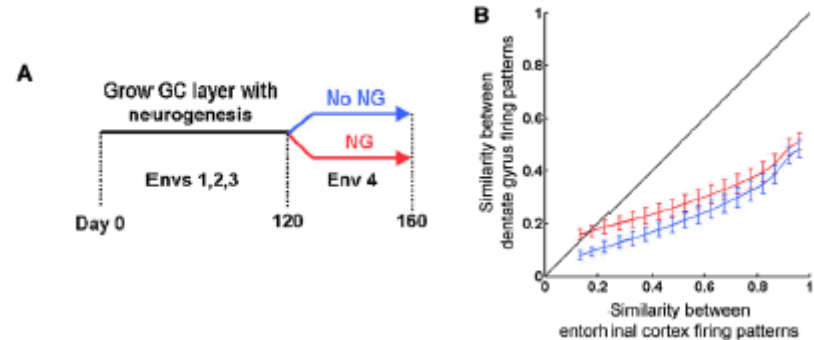 A
Grow GC layer with
neurogenesis
No NG
NG
Envs 1,2,3
Env 4
Day 0
120
160
B
Similarity between
dentate gyrus firing patterns
1
0.8
0.6
0.4
0.2
0
0
0.2
0.4
0.6
0.8
1
Similarity between
entorhinal cortex firing patterns